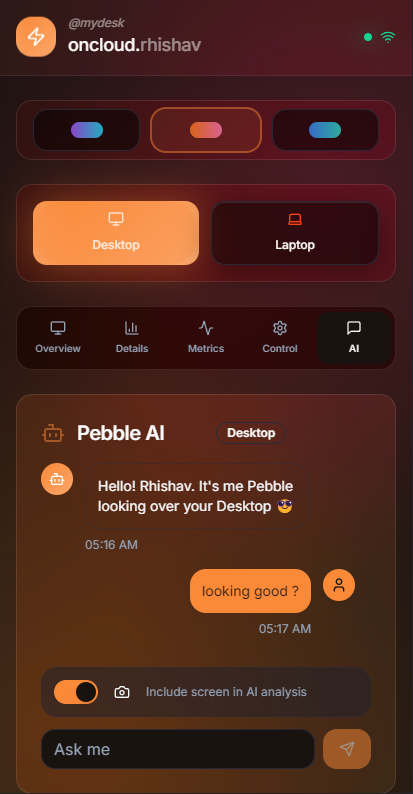 @mydesk
oncloud.rishav
Desktop
Laptop
Overview
Details
Metrics
Control
AI
Pebble AI
Desktop
Hello! Rhishav. It's me Pebble
looking over your Desktop 😎
05:16 AM
looking good ?
05:17 AM
Include screen in AI analysis
Ask me